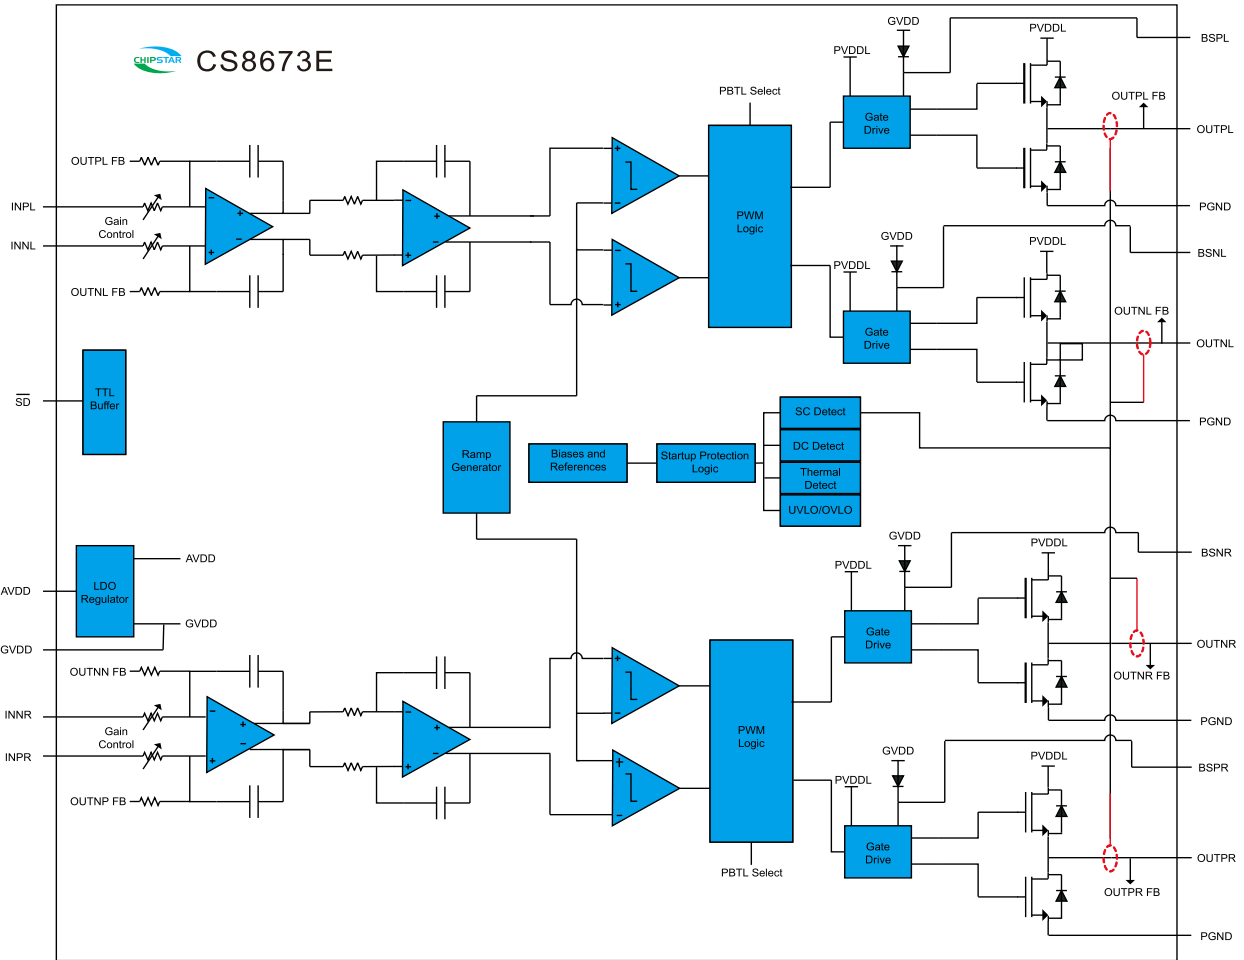 CHIPSTAR CS8673E
GVDD
PVDDL
PVDDL
BSPL
PBTL Select
OUTPL FB
Gate
Drive
OUTPL
OUTPL FB
INPL
Gain
Control
INNL
OUTNL FB
PWM
Logic
PGND
GVDD
PVDDL
PVDDL
BSNL
OUTNL FB
Gate
Drive
OUTNL
SD
TTL
Buffer
PGND
Ramp
Generator
Biases and
References
Startup Protection
Logic
SC Detect
DC Detect
Thermal
Detect
UVLO/OVLO
GVDD
PVDDL
PVDDL
BSNR
AVDD
LDO
Regulator
AVDD
GVDD
GVDD
Gate
Drive
OUTNR
OUTNR FB
OUTNN FB
INNR
Gain
Control
INPR
OUTNP FB
PWM
Logic
PGND
GVDD
PVDDL
PVDDL
BSPR
Gate
Drive
OUTPR
OUTPR FB
PBTL Select
PGND